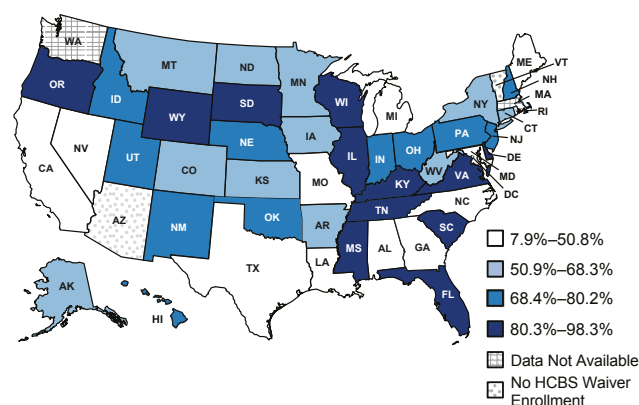 WA
ME
VT
MT
ND
MN
NH
OR
ID
SD
WI
NY
MA
WY
MI
RI
CT
IA
PA
NJ
NE
NV
IN
OH
IL
DE
UT
CO
WV
VA
MD
CA
KS
MO
KY
DC
NC
TN
AZ
OK
NM
AR
SC
7.9%–50.8%
MS
AL
GA
TX
LA
50.9%–68.3%
AK
FL
68.4%–80.2%
HI
80.3%–98.3%
Data Not Available
No HCBS Waiver
Enrollment